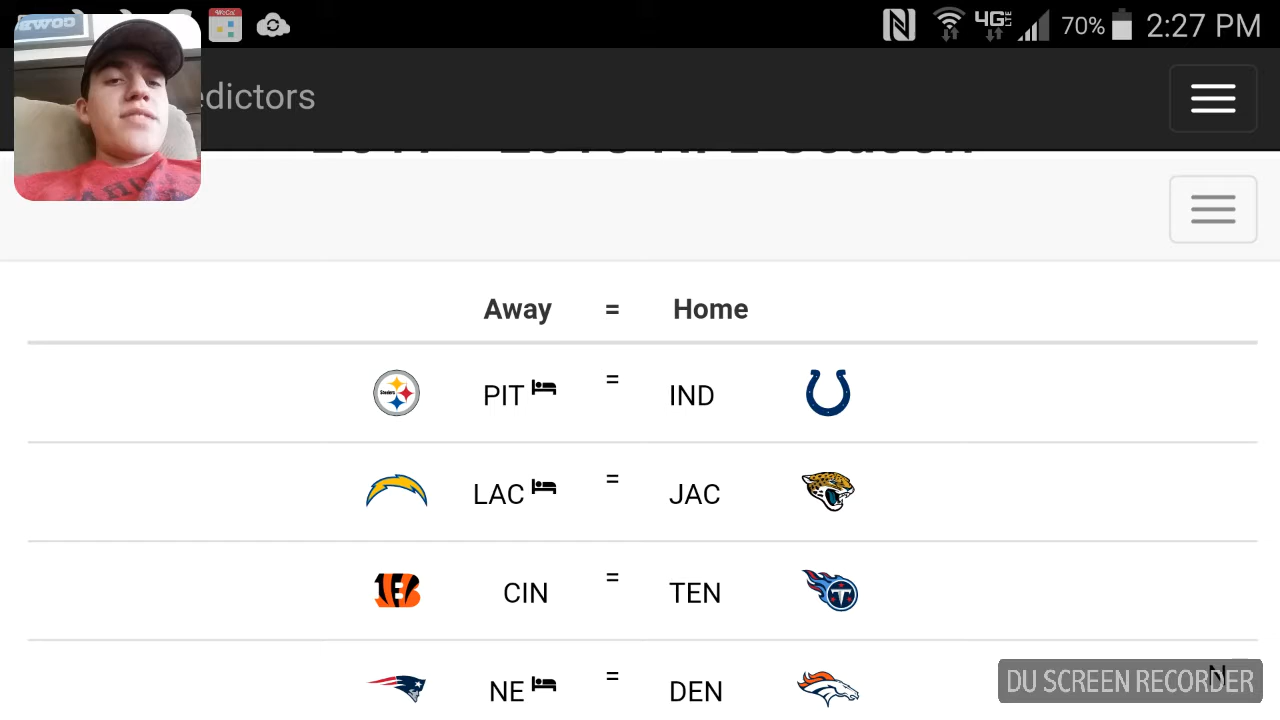 70% 2:27 PM
edictors
Away = Home
PIT = IND
LAC = JAC
CIN = TEN
NE = DEN N
DU SCREEN RECORDER